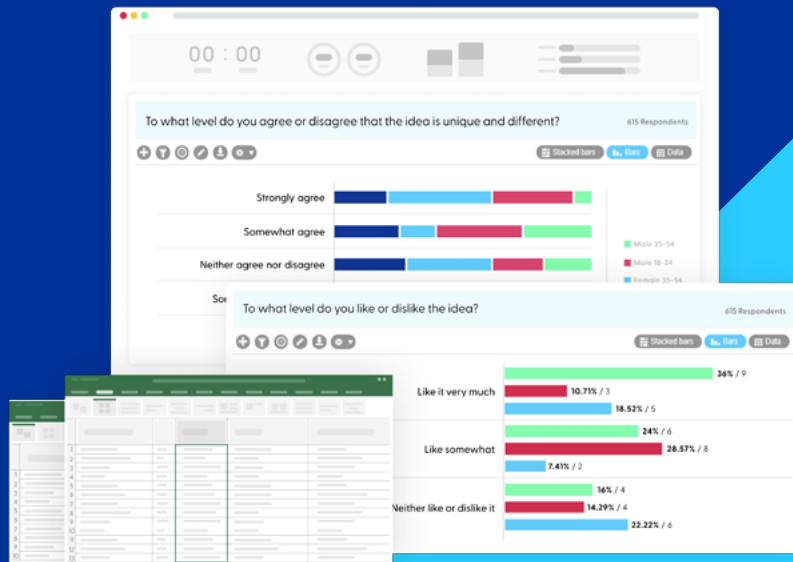 00 : 00
To what level do you agree or disagree that the idea is unique and different?
615 Respondents
Stacked bars
Bars
Data
Strongly agree
Somewhat agree
Neither agree nor disagree
Male 35-54
Male 18-34
Female 35-54
To what level do you like or dislike the idea?
615 Respondents
Stacked bars
Bars
Data
Like it very much
36% / 9
10.71% / 3
18.52% / 5
Like somewhat
24% / 6
28.57% / 8
7.41% / 2
Neither like or dislike it
16% / 4
14.29% / 4
22.22% / 6